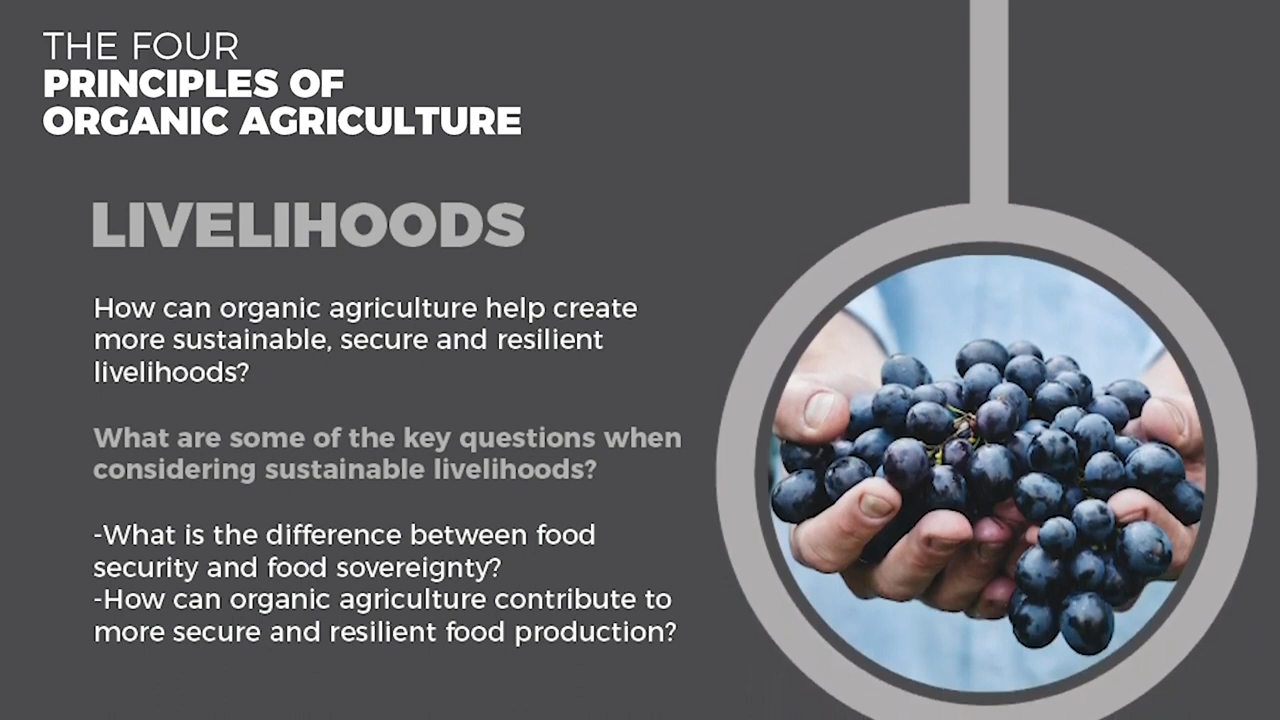 THE FOUR
PRINCIPLES OF
ORGANIC AGRICULTURE
LIVELIHOODS
How can organic agriculture help create
more sustainable, secure and resilient
livelihoods?
What are some of the key questions when
considering sustainable livelihoods?
-What is the difference between food
security and food sovereignty?
-How can organic agriculture contribute to
more secure and resilient food production?